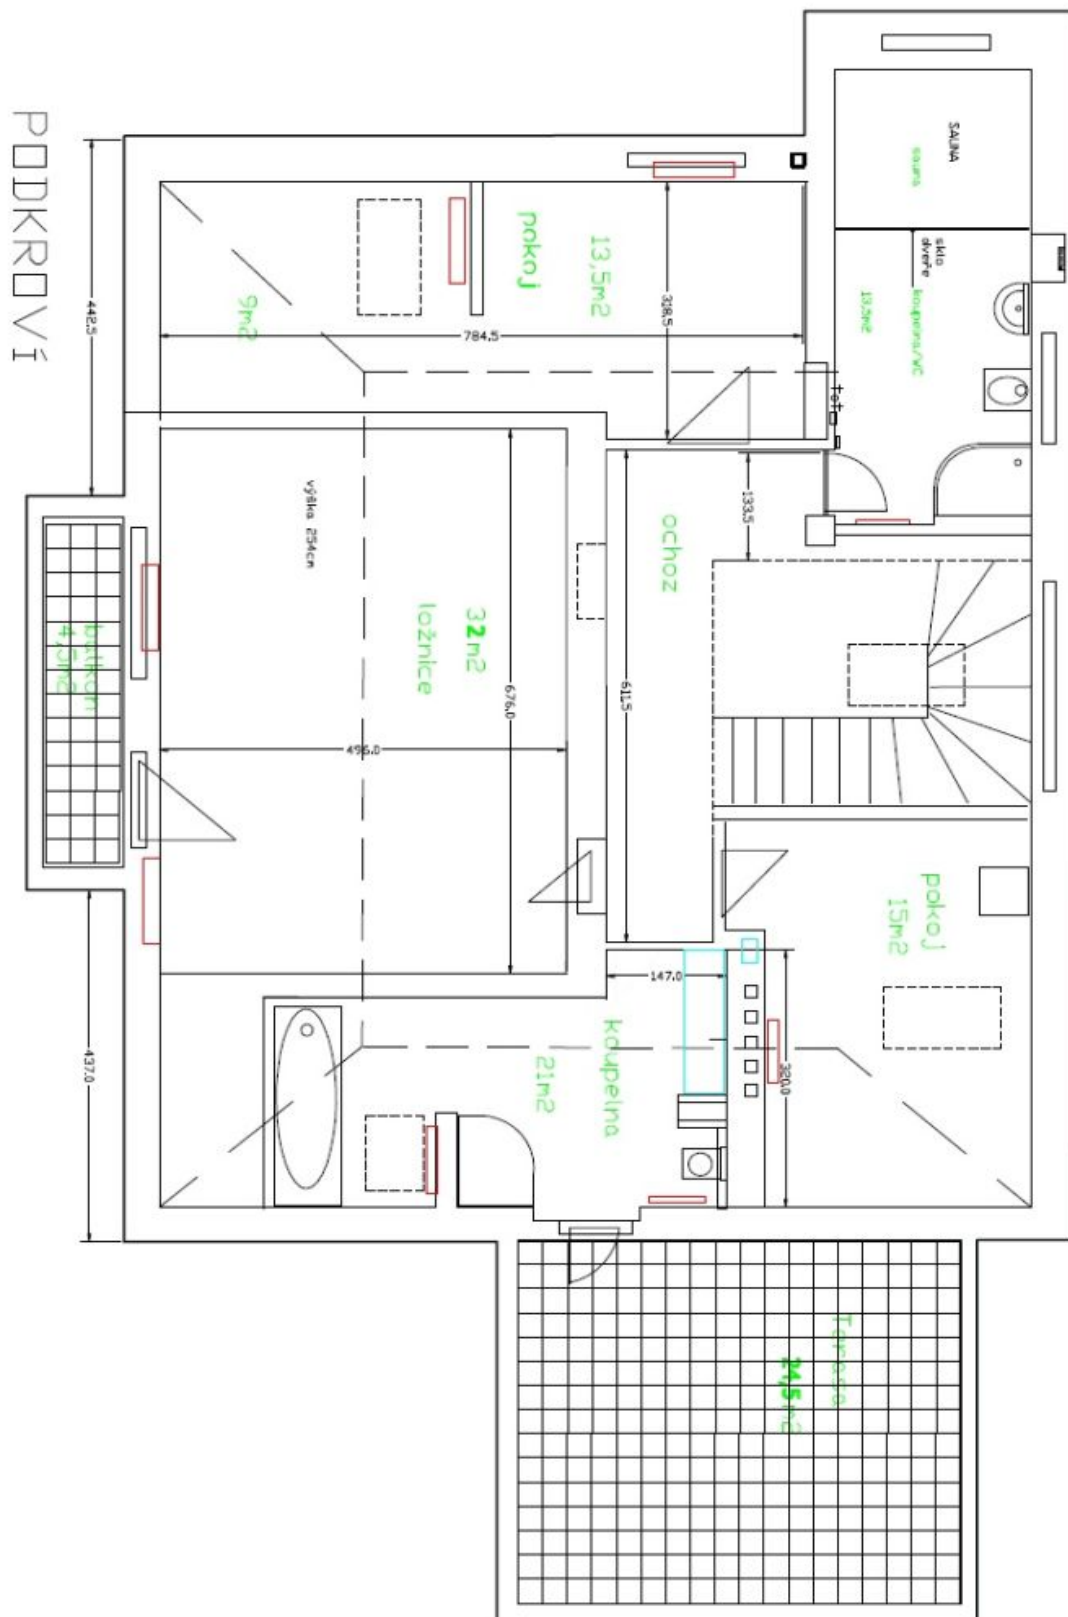 PODKROVÍ
SAUNA
sauna
sklo
dveře
koupelna/WC
13,5m2
pokoj
13,5m2
318.5
784.5
9m2
442.5
133.5
ochoz
výška 254cm
32m2
ložnice
676.0
611.5
496.0
balkon
4,5m2
pokoj
15m2
147.0
320.0
koupelna
21m2
437.0
Terasa
24,5m2